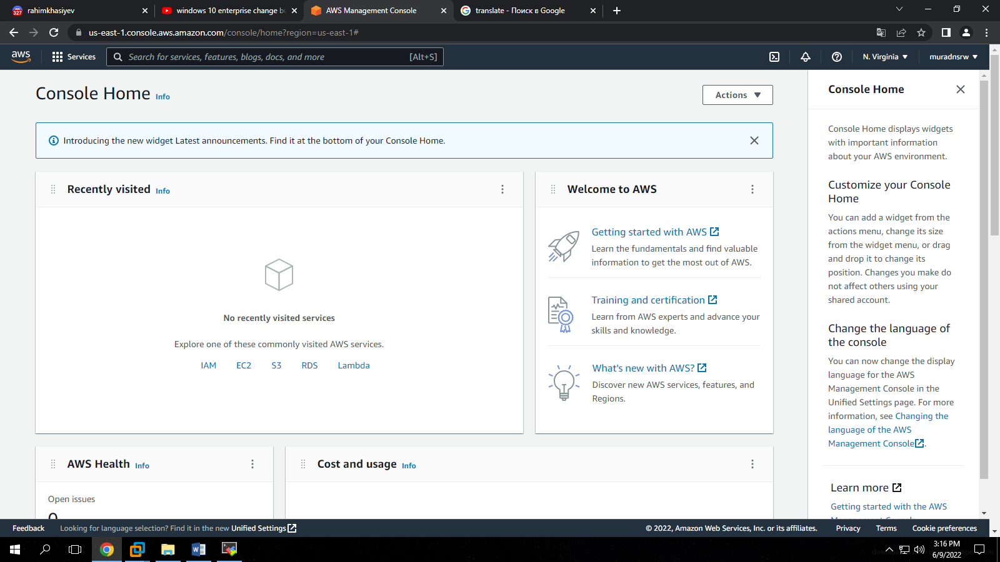 327 rahimkhasiyev
windows 10 enterprise change bu
AWS Management Console
translate - Поиск в Google
us-east-1.console.aws.amazon.com/console/home?region=us-east-1#
aws
Services
Search for services, features, blogs, docs, and more [Alt+S]
N. Virginia
muradnsrw
Console Home Info
Actions
Introducing the new widget Latest announcements. Find it at the bottom of your Console Home.
Recently visited Info
No recently visited services
Explore one of these commonly visited AWS services.
IAM EC2 S3 RDS Lambda
Welcome to AWS
Getting started with AWS
Learn the fundamentals and find valuable
information to get the most out of AWS.
Training and certification
Learn from AWS experts and advance your
skills and knowledge.
What's new with AWS?
Discover new AWS services, features, and
Regions.
AWS Health Info
Open issues
0
Cost and usage Info
Console Home
Console Home displays widgets
with important information
about your AWS environment.
Customize your Console
Home
You can add a widget from the
actions menu, change its size
from the widget menu, or drag
and drop it to change its
position. Changes you make do
not affect others using your
shared account.
Change the language of
the console
You can now change the display
language for the AWS
Management Console in the
Unified Settings page. For more
information, see Changing the
language of the AWS
Management Console.
Learn more
Getting started with the AWS
Management Console
Feedback
Looking for language selection? Find it in the new Unified Settings
© 2022, Amazon Web Services, Inc. or its affiliates.
Privacy Terms Cookie preferences
3:16 PM
6/9/2022